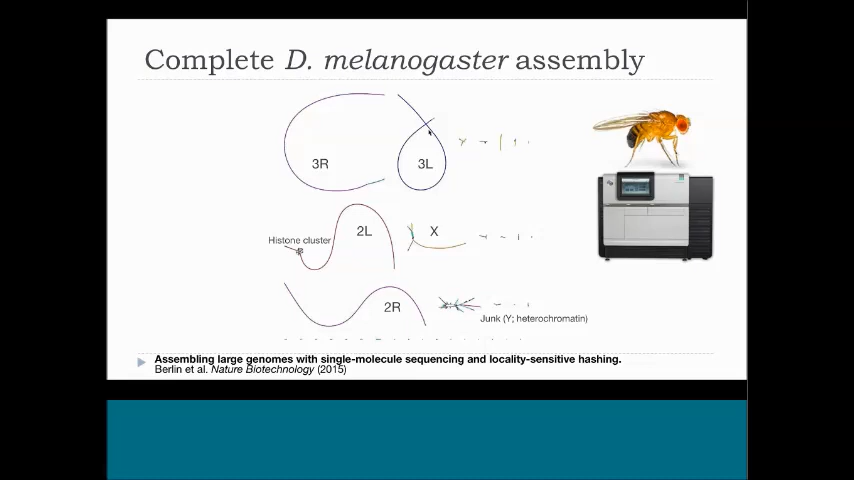 Complete D. melanogaster assembly
3R
3L
Histone cluster
2L
X
2R
Junk (Y; heterochromatin)
Assembling large genomes with single-molecule sequencing and locality-sensitive hashing.
Berlin et al. Nature Biotechnology (2015)